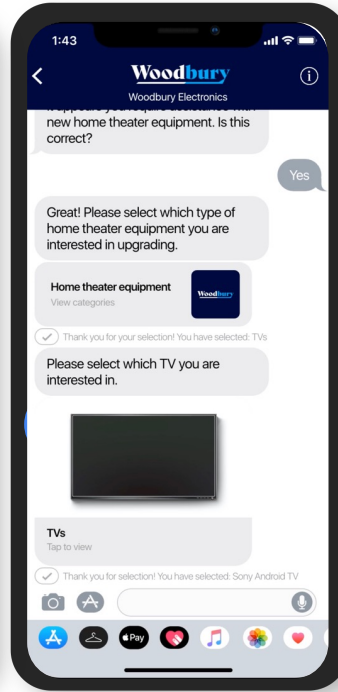 1:43
Woodbury
Woodbury Electronics
new home theater equipment. Is this
correct?
Yes
Great! Please select which type of
home theater equipment you are
interested in upgrading.
Home theater equipment
View categories
Woodbury
Thank you for your selection! You have selected: TVs
Please select which TV you are
interested in.
TVs
Tap to view
Thank you for selection! You have selected: Sony Android TV
Pay